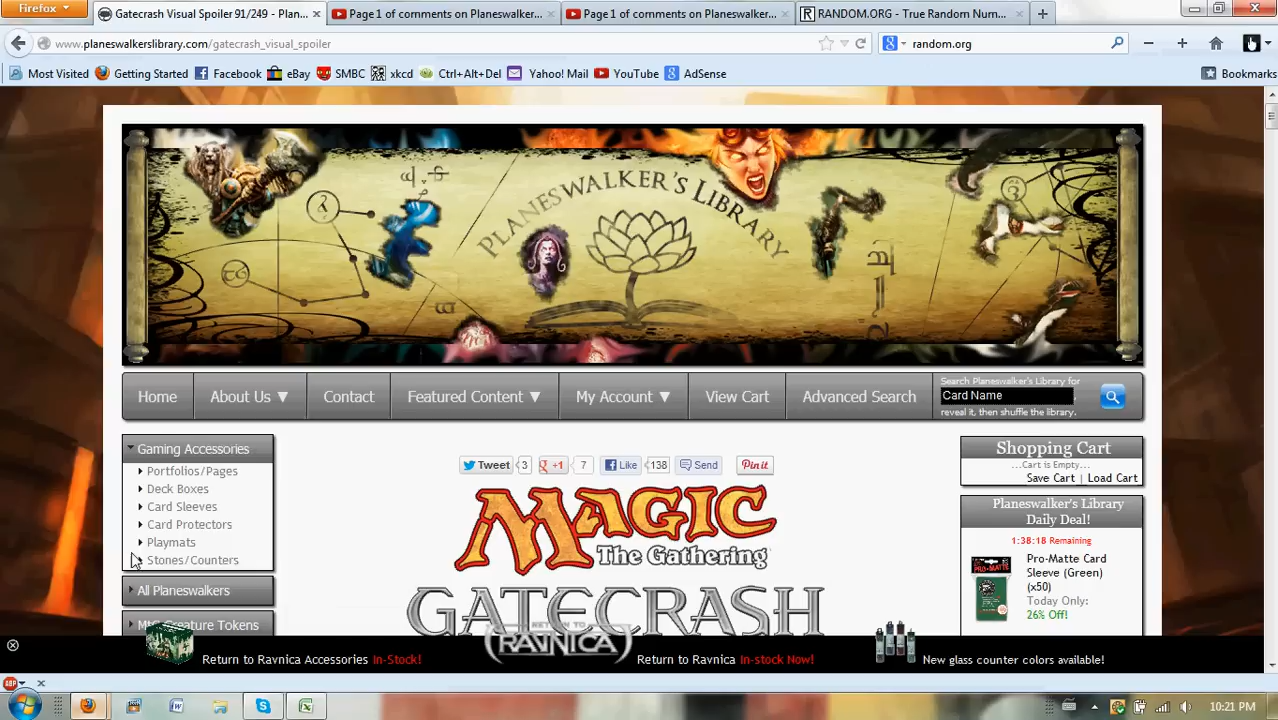 Firefox
Gatecrash Visual Spoiler 91/249 - Plan...
Page 1 of comments on Planeswalker...
Page 1 of comments on Planeswalker...
RANDOM.ORG - True Random Num...
www.planeswalkerslibrary.com/gatecrash_visual_spoiler
random.org
Most Visited
Getting Started
Facebook
eBay
SMBC
xkcd
Ctrl+Alt+Del
Yahoo! Mail
YouTube
AdSense
Bookmarks
PLANESWALKER'S LIBRARY
Home
About Us ▼
Contact
Featured Content ▼
My Account ▼
View Cart
Advanced Search
Search Planeswalker's Library for
Card Name
reveal it, then shuffle the library.
Gaming Accessories
Portfolios/Pages
Deck Boxes
Card Sleeves
Card Protectors
Playmats
Stones/Counters
All Planeswalkers
MtG Creature Tokens
Tweet 3
+1 7
Like 138
Send
Pin it
MAGIC
The Gathering
GATECRASH
Shopping Cart
...Cart is Empty...
Save Cart | Load Cart
Planeswalker's Library
Daily Deal!
1:38:18 Remaining
Pro-Matte Card
Sleeve (Green)
(x50)
Today Only:
26% Off!
Return to Ravnica Accessories In-Stock!
RETURN TO
RAVNICA
Return to Ravnica In-stock Now!
New glass counter colors available!
ABP
10:21 PM